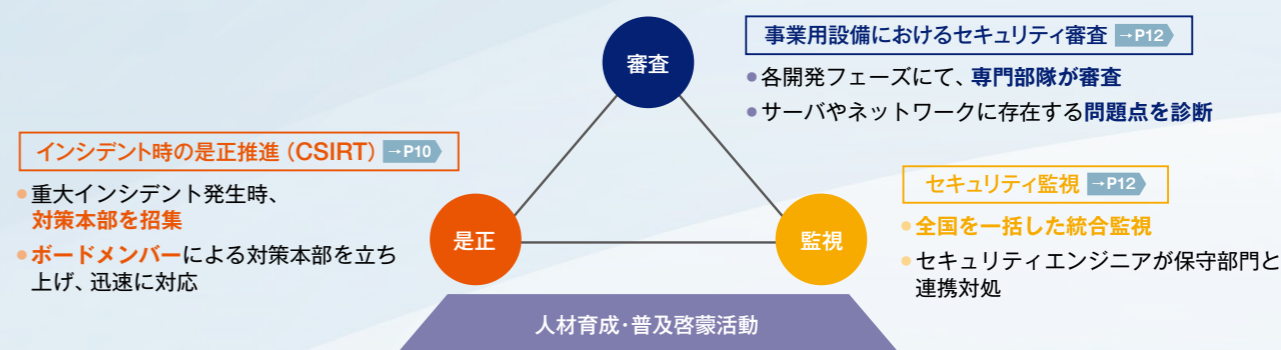 審査
事業用設備におけるセキュリティ審査 →P12
●各開発フェーズにて、専門部隊が審査
●サーバやネットワークに存在する問題点を診断
インシデント時の是正推進（CSIRT） →P10
●重大インシデント発生時、
対策本部を招集
●ボードメンバーによる対策本部を立ち
上げ、迅速に対応
是正
監視
セキュリティ監視 →P12
●全国を一括した統合監視
●セキュリティエンジニアが保守部門と
連携対処
人材育成・普及啓蒙活動